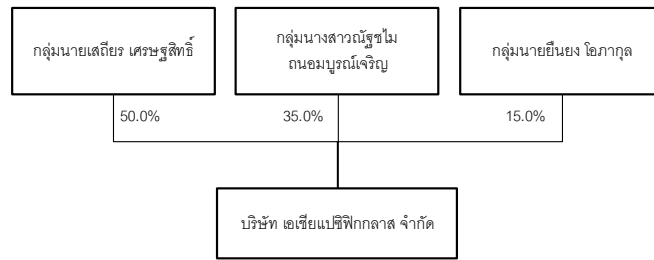 กลุ่มนายเสถียร เศรษฐสิทธิ์
กลุ่มนางสาวณัฐชไม
ถนอมบูรณ์เจริญ
กลุ่มนายยืนยง โอภากุล
50.0%
35.0%
15.0%
บริษัท เอเชียแปซิฟิกกลาส จำกัด